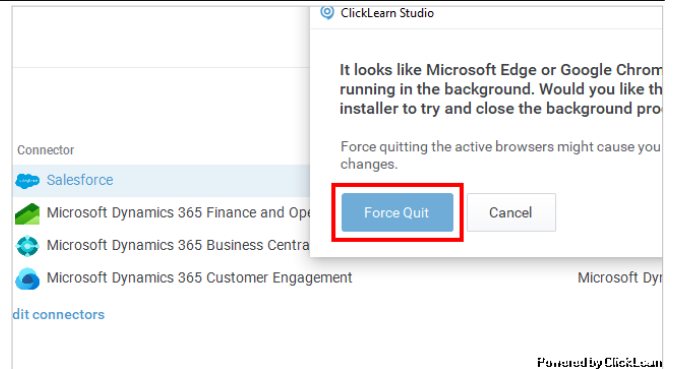 ClickLearn Studio
It looks like Microsoft Edge or Google Chrom
running in the background. Would you like th
installer to try and close the background pro
Force quitting the active browsers might cause you
changes.
Force Quit
Cancel
Connector
Salesforce
Microsoft Dynamics 365 Finance and Ope
Microsoft Dynamics 365 Business Centra
Microsoft Dynamics 365 Customer Engagement
Microsoft Dyn
dit connectors
Powered by ClickLearn